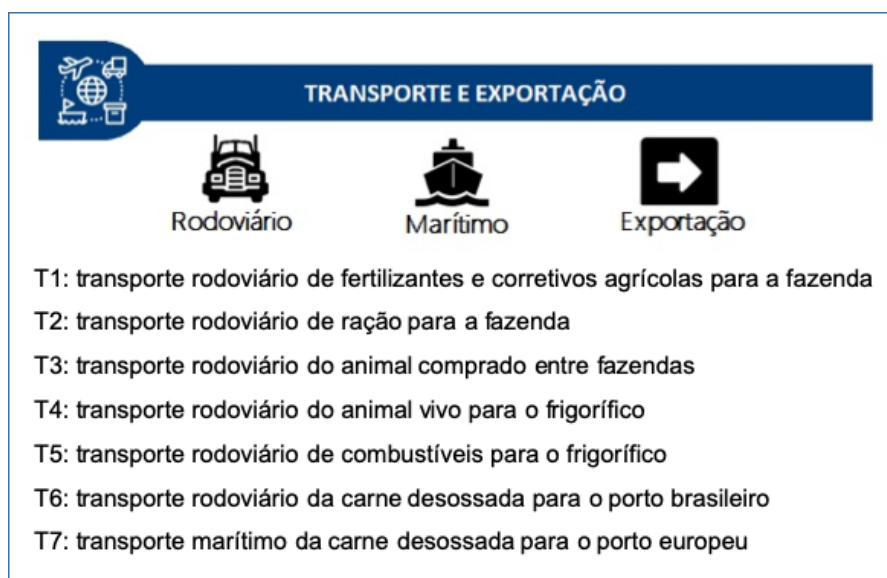 TRANSPORTE E EXPORTAÇÃO
Rodoviário
Marítimo
Exportação
T1: transporte rodoviário de fertilizantes e corretivos agrícolas para a fazenda
T2: transporte rodoviário de ração para a fazenda
T3: transporte rodoviário do animal comprado entre fazendas
T4: transporte rodoviário do animal vivo para o frigorífico
T5: transporte rodoviário de combustíveis para o frigorífico
T6: transporte rodoviário da carne desossada para o porto brasileiro
T7: transporte marítimo da carne desossada para o porto europeu